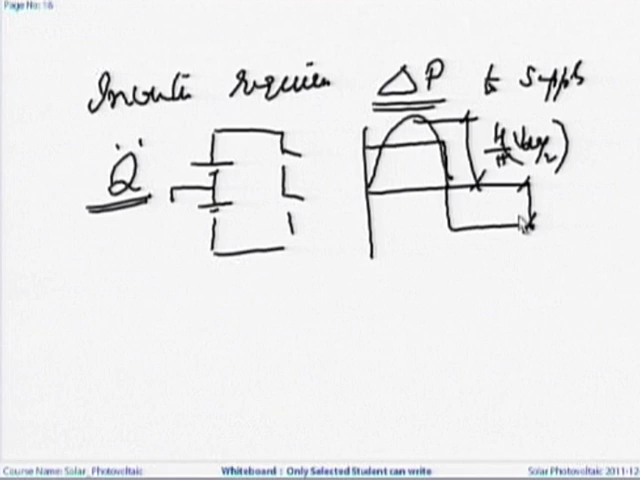 Page No: 16
Inverter requires ΔP to supply
Q
4/π (Vdc/2)
Course Name: Solar_Photovoltaic Whiteboard : Only Selected Student can write Solar Photovoltaic 2011-12